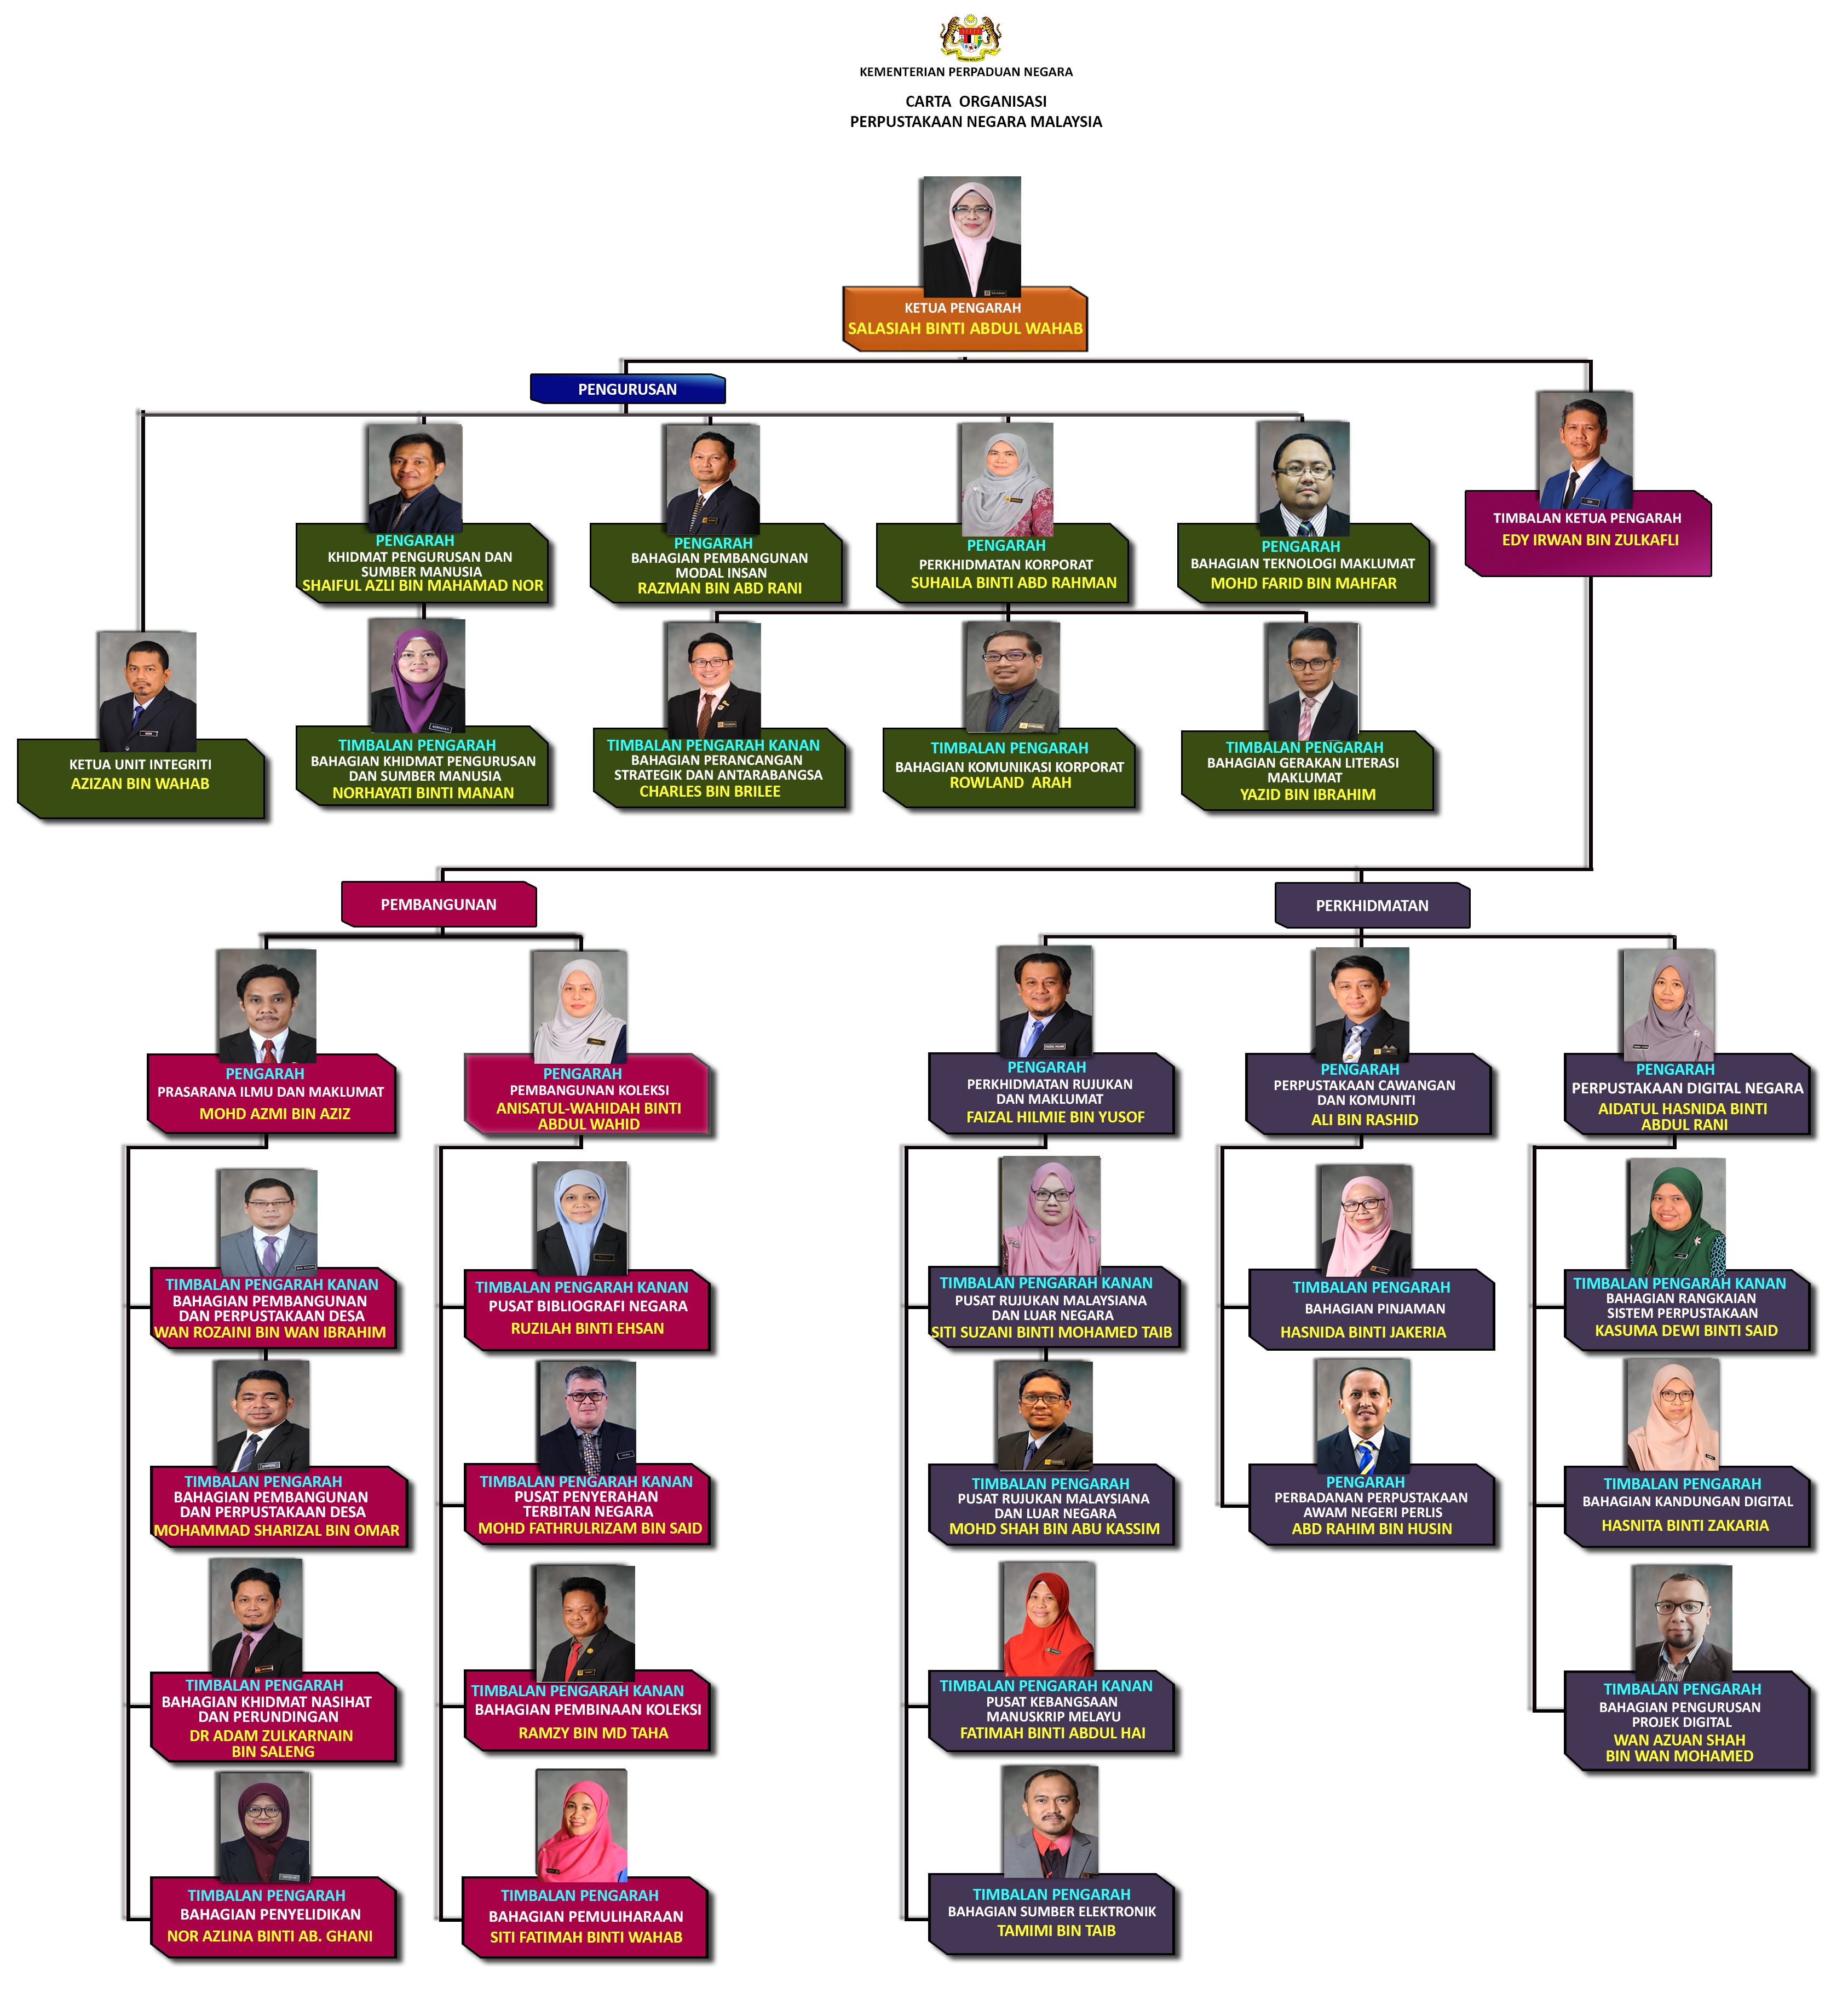 KEMENTERIAN PERPADUAN NEGARA
CARTA ORGANISASI
PERPUSTAKAAN NEGARA MALAYSIA
KETUA PENGARAH
SALASIAH BINTI ABDUL WAHAB
PENGURUSAN
TIMBALAN KETUA PENGARAH
EDY IRWAN BIN ZULKAFLI
PENGARAH
KHIDMAT PENGURUSAN DAN
SUMBER MANUSIA
SHAIFUL AZLI BIN MAHAMAD NOR
PENGARAH
BAHAGIAN PEMBANGUNAN
MODAL INSAN
RAZMAN BIN ABD RANI
PENGARAH
PERKHIDMATAN KORPORAT
SUHAILA BINTI ABD RAHMAN
PENGARAH
BAHAGIAN TEKNOLOGI MAKLUMAT
MOHD FARID BIN MAHFAR
KETUA UNIT INTEGRITI
AZIZAN BIN WAHAB
TIMBALAN PENGARAH
BAHAGIAN KHIDMAT PENGURUSAN
DAN SUMBER MANUSIA
NORHAYATI BINTI MANAN
TIMBALAN PENGARAH KANAN
BAHAGIAN PERANCANGAN
STRATEGIK DAN ANTARABANGSA
CHARLES BIN BRILEE
TIMBALAN PENGARAH
BAHAGIAN KOMUNIKASI KORPORAT
ROWLAND ARAH
TIMBALAN PENGARAH
BAHAGIAN GERAKAN LITERASI
MAKLUMAT
YAZID BIN IBRAHIM
PEMBANGUNAN
PERKHIDMATAN
PENGARAH
PRASARANA ILMU DAN MAKLUMAT
MOHD AZMI BIN AZIZ
PENGARAH
PEMBANGUNAN KOLEKSI
ANISATUL-WAHIDAH BINTI
ABDUL WAHID
PENGARAH
PERKHIDMATAN RUJUKAN
DAN MAKLUMAT
FAIZAL HILMIE BIN YUSOF
PENGARAH
PERPUSTAKAAN CAWANGAN
DAN KOMUNITI
ALI BIN RASHID
PENGARAH
PERPUSTAKAAN DIGITAL NEGARA
AIDATUL HASNIDA BINTI
ABDUL RANI
TIMBALAN PENGARAH KANAN
BAHAGIAN PEMBANGUNAN
DAN PERPUSTAKAAN DESA
WAN ROZAINI BIN WAN IBRAHIM
TIMBALAN PENGARAH KANAN
PUSAT BIBLIOGRAFI NEGARA
RUZILAH BINTI EHSAN
TIMBALAN PENGARAH KANAN
PUSAT RUJUKAN MALAYSIANA
DAN LUAR NEGARA
SITI SUZANI BINTI MOHAMED TAIB
TIMBALAN PENGARAH
BAHAGIAN PINJAMAN
HASNIDA BINTI JAKERIA
TIMBALAN PENGARAH KANAN
BAHAGIAN RANGKAIAN
SISTEM PERPUSTAKAAN
KASUMA DEWI BINTI SAID
TIMBALAN PENGARAH
BAHAGIAN PEMBANGUNAN
DAN PERPUSTAKAAN DESA
MOHAMMAD SHARIZAL BIN OMAR
TIMBALAN PENGARAH KANAN
PUSAT PENYERAHAN
TERBITAN NEGARA
MOHD FATHRULRIZAM BIN SAID
TIMBALAN PENGARAH
PUSAT RUJUKAN MALAYSIANA
DAN LUAR NEGARA
MOHD SHAH BIN ABU KASSIM
PENGARAH
PERBADANAN PERPUSTAKAAN
AWAM NEGERI PERLIS
ABD RAHIM BIN HUSIN
TIMBALAN PENGARAH
BAHAGIAN KANDUNGAN DIGITAL
HASNITA BINTI ZAKARIA
TIMBALAN PENGARAH
BAHAGIAN KHIDMAT NASIHAT
DAN PERUNDINGAN
DR ADAM ZULKARNAIN
BIN SALENG
TIMBALAN PENGARAH KANAN
BAHAGIAN PEMBINAAN KOLEKSI
RAMZY BIN MD TAHA
TIMBALAN PENGARAH KANAN
PUSAT KEBANGSAAN
MANUSKRIP MELAYU
FATIMAH BINTI ABDUL HAI
TIMBALAN PENGARAH
BAHAGIAN PENGURUSAN
PROJEK DIGITAL
WAN AZUAN SHAH
BIN WAN MOHAMED
TIMBALAN PENGARAH
BAHAGIAN PENYELIDIKAN
NOR AZLINA BINTI AB. GHANI
TIMBALAN PENGARAH
BAHAGIAN PEMULIHARAAN
SITI FATIMAH BINTI WAHAB
TIMBALAN PENGARAH
BAHAGIAN SUMBER ELEKTRONIK
TAMIMI BIN TAIB